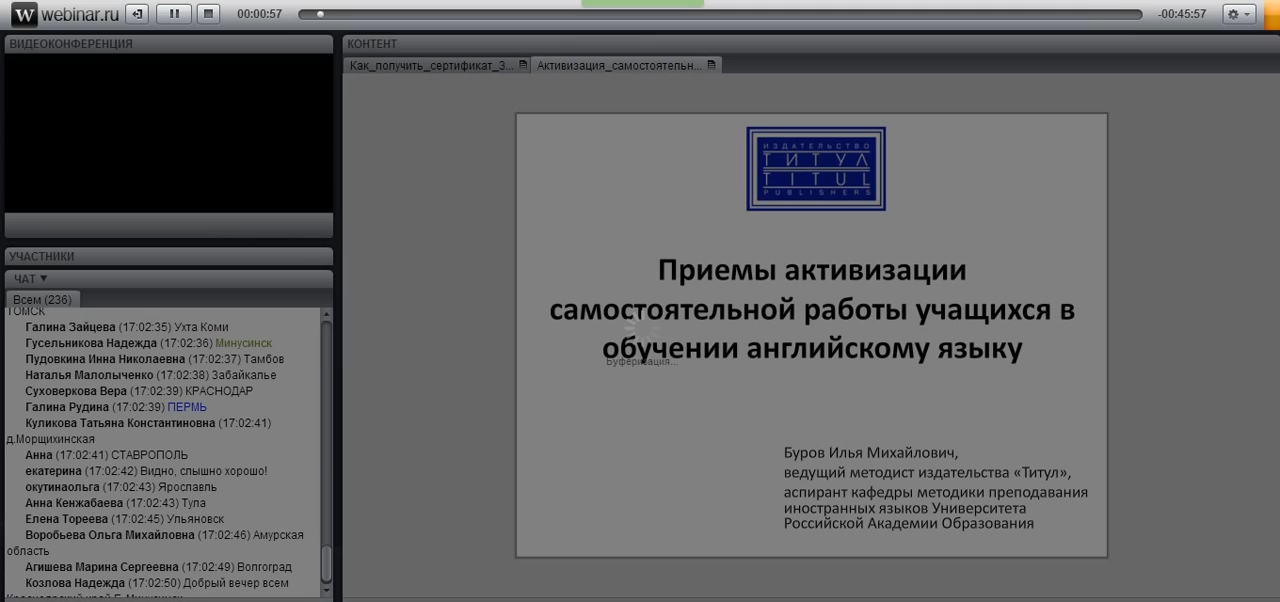 W webinar.ru
00:00:57
-00:45:57
ВИДЕОКОНФЕРЕНЦИЯ
УЧАСТНИКИ
ЧАТ ▼
Всем (236)
ТОМСК
Галина Зайцева (17:02:35) Ухта Коми
Гусельникова Надежда (17:02:36) Минусинск
Пудовкина Инна Николаевна (17:02:37) Тамбов
Наталья Малолыченко (17:02:38) Забайкалье
Суховеркова Вера (17:02:39) КРАСНОДАР
Галина Рудина (17:02:39) ПЕРМЬ
Куликова Татьяна Константиновна (17:02:41)
д.Морщихинская
Анна (17:02:41) СТАВРОПОЛЬ
екатерина (17:02:42) Видно, слышно хорошо!
окутинаольга (17:02:43) Ярославль
Анна Кенжабаева (17:02:43) Тула
Елена Тореева (17:02:45) Ульяновск
Воробьева Ольга Михайловна (17:02:46) Амурская
область
Агишева Марина Сергеевна (17:02:49) Волгоград
Козлова Надежда (17:02:50) Добрый вечер всем
КОНТЕНТ
Как_получить_сертификат_З...
Активизация_самостоятельн...
ИЗДАТЕЛЬСТВО
ТИТУЛ
TITUL
PUBLISHERS
Приемы активизации
самостоятельной работы учащихся в
обучении английскому языку
Буферизация...
Буров Илья Михайлович,
ведущий методист издательства «Титул»,
аспирант кафедры методики преподавания
иностранных языков Университета
Российской Академии Образования